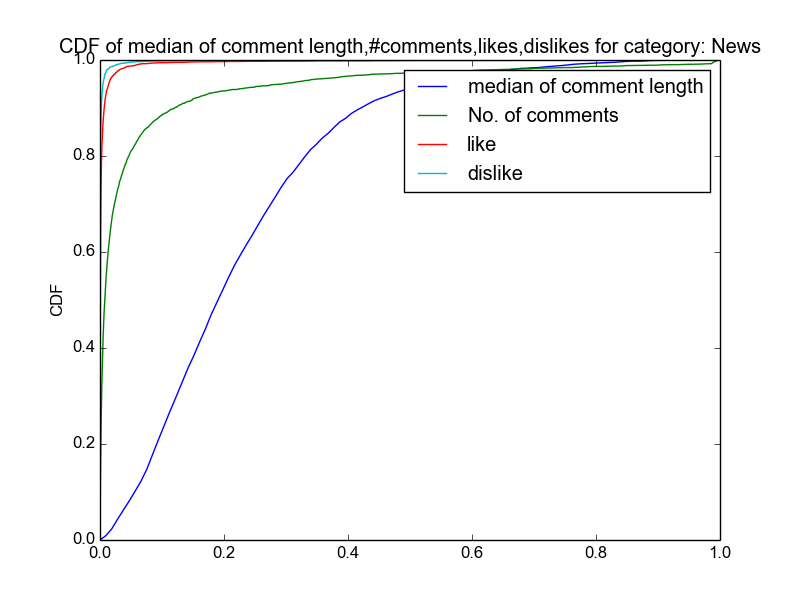 CDF of median of comment length,#comments,likes,dislikes for category: News
1.0
0.8
0.6
0.4
0.2
0.0
CDF
median of comment length
No. of comments
like
dislike
0.0 0.2 0.4 0.6 0.8 1.0